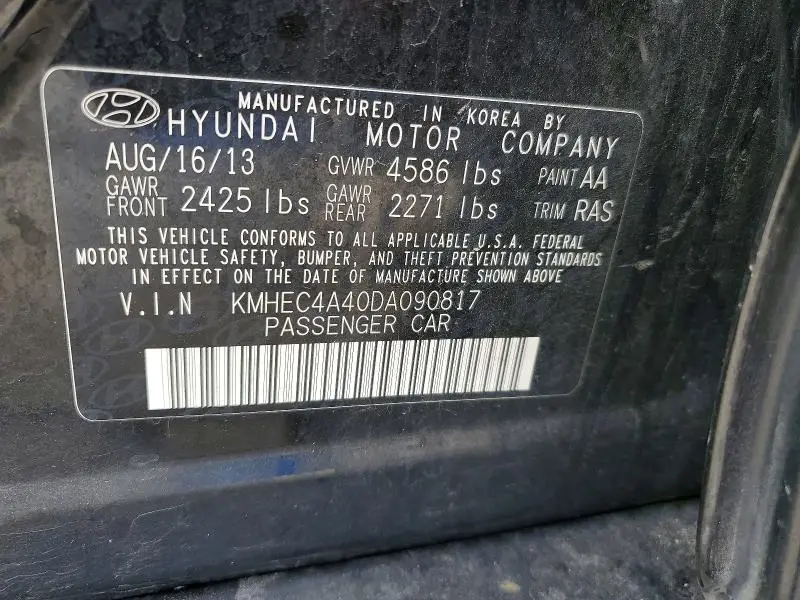 MANUFACTURED IN KOREA BY
HYUNDAI MOTOR COMPANY
AUG/16/13 GVWR 4586 lbs PAINT AA
GAWR FRONT 2425 lbs GAWR REAR 2271 lbs TRIM RAS
THIS VEHICLE CONFORMS TO ALL APPLICABLE U.S.A. FEDERAL
MOTOR VEHICLE SAFETY, BUMPER, AND THEFT PREVENTION STANDARDS
IN EFFECT ON THE DATE OF MANUFACTURE SHOWN ABOVE
V.I.N KMHEC4A40DA090817
PASSENGER CAR